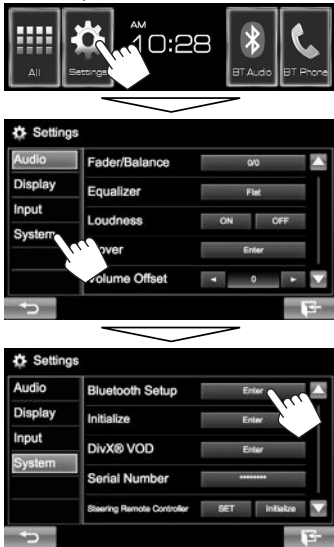 AM
10:28
All
Settings
BT Audio
BT Phone
Settings
Audio
Fader/Balance
0/0
Display
Equalizer
Flat
Input
Loudness
ON
OFF
System
Enter
Volume Offset
0
Settings
Audio
Bluetooth Setup
Enter
Display
Initialize
Enter
Input
DivX® VOD
Enter
System
Serial Number
********
Steering Remote Controller
SET
Initialize